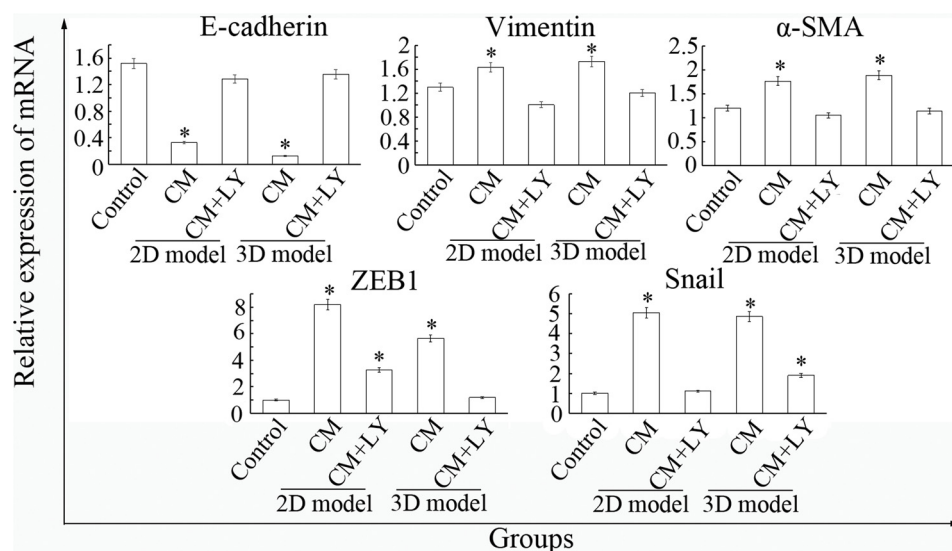 Relative expression of mRNA
E-cadherin
1.6
1.2
0.8
0.4
0
*
*
Control
CM
CM+LY
CM
CM+LY
2D model
3D model
Vimentin
2
1.6
1.2
0.8
0.4
0
*
*
Control
CM
CM+LY
CM
CM+LY
2D model
3D model
α-SMA
2.5
2
1.5
1
0.5
0
*
*
Control
CM
CM+LY
CM
CM+LY
2D model
3D model
ZEB1
8
6
4
2
0
*
*
*
Control
CM
CM+LY
CM
CM+LY
2D model
3D model
Snail
6
5
4
3
2
1
0
*
*
*
Control
CM
CM+LY
CM
CM+LY
2D model
3D model
Groups